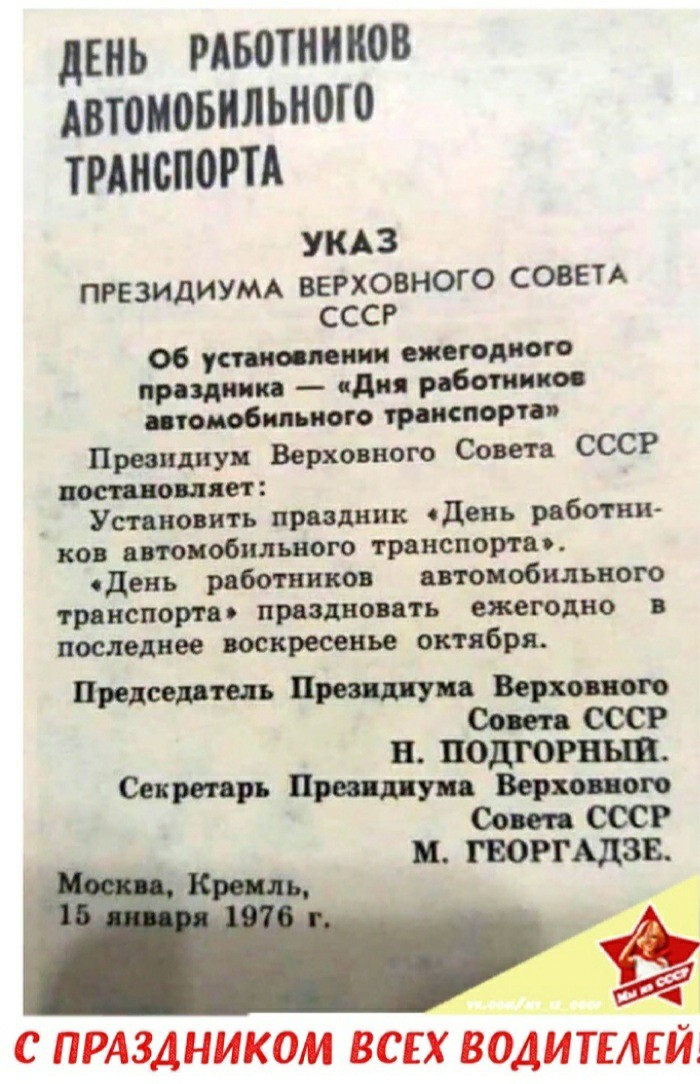 ДЕНЬ РАБОТНИКОВ
АВТОМОБИЛЬНОГО
ТРАНСПОРТА
УКАЗ
ПРЕЗИДИУМА ВЕРХОВНОГО СОВЕТА
СССР
Об установлении ежегодного
праздника — «Дня работников
автомобильного транспорта»
Президиум Верховного Совета СССР
постановляет:
Установить праздник «День работни-
ков автомобильного транспорта».
«День работников автомобильного
транспорта» праздновать ежегодно в
последнее воскресенье октября.
Председатель Президиума Верховного
Совета СССР
Н. ПОДГОРНЫЙ.
Секретарь Президиума Верховного
Совета СССР
М. ГЕОРГАДЗЕ.
Москва, Кремль,
15 января 1976 г.
Мы из СССР
С ПРАЗДНИКОМ ВСЕХ ВОДИТЕЛЕЙ!